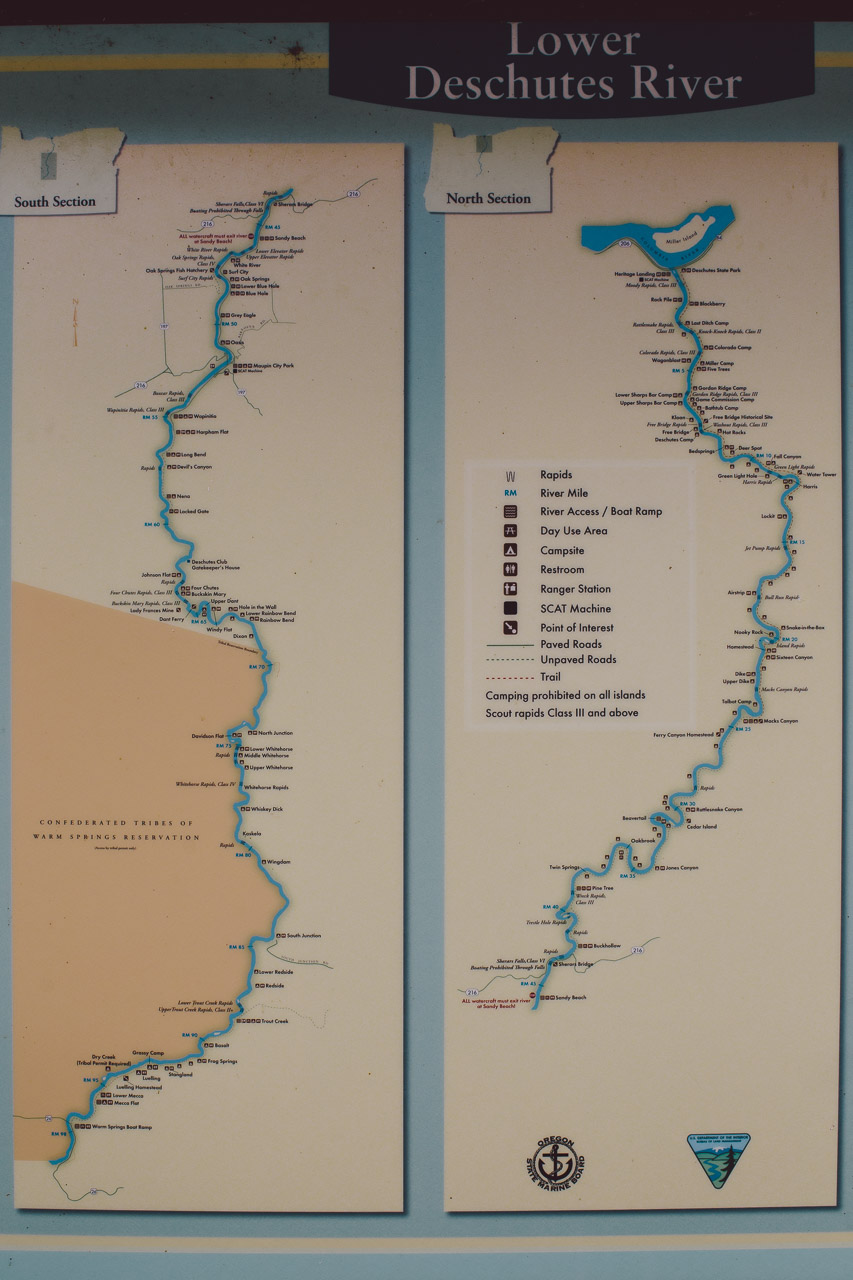 Lower
Deschutes River
South Section
Rapids
216
Sherars Falls, Class VI
Boating Prohibited Through Falls
Sherars Bridge
216
RM 45
ALL watercraft must exit river
at Sandy Beach!
Sandy Beach
White River Rapids
Lower Elevator Rapids
Upper Elevator Rapids
Oak Springs Rapids,
Class IV
White River
Oak Springs Fish Hatchery
Surf City
Surf City Rapids
Oak Springs
Lower Blue Hole
Blue Hole
Grey Eagle
197
RM 50
Oasis
Maupin City Park
SCAT Machine
216
197
Boxcar Rapids,
Class III
Wapinitia Rapids, Class III
RM 55
Wapinitia
Harpham Flat
Long Bend
Rapids
Devil's Canyon
Nena
Locked Gate
RM 60
Deschutes Club
Gatekeeper's House
Johnson Flat
Rapids
Four Chutes
Four Chutes Rapids, Class III
Buckskin Mary
Buckskin Mary Rapids, Class III
Upper Dant
Hole in the Wall
Lady Frances Mine
Lower Rainbow Bend
Dant Ferry
RM 65
Rainbow Bend
Windy Flat
Dixon
RM 70
North Junction
Davidson Flat
RM 75
Lower Whitehorse
Rapids
Middle Whitehorse
Upper Whitehorse
Whitehorse Rapids, Class IV
Whitehorse Rapids
Whiskey Dick
CONFEDERATED TRIBES OF
WARM SPRINGS RESERVATION
Kaskela
Rapids
RM 80
Wingdam
South Junction
RM 85
Lower Redside
Redside
Lower Trout Creek Rapids
Trout Creek
RM 90
Basalt
Grassy Camp
Dry Creek
(Tribal Permit Required)
Frog Springs
Stongland
Luelling
RM 95
Luelling Homestead
Lower Mecca
Mecca Flat
26
Warm Springs Boat Ramp
RM 98
26
North Section
Miller Island
206
84
Heritage Landing
Deschutes State Park
SCAT Machine
Moody Rapids, Class III
Rock Pile
Blackberry
Rattlesnake Rapids,
Class III
Last Ditch Camp
Knock-Knock Rapids, Class II
Colorado Camp
Colorado Rapids, Class III
Wagonblast
Miller Camp
RM 5
Five Trees
Gordon Ridge Camp
Lower Sharps Bar Camp
Gordon Ridge Rapids, Class III
Upper Sharps Bar Camp
Game Commission Camp
Bathtub Camp
Kloan
Free Bridge Historical Site
Free Bridge Rapids
Washout Rapids, Class III
Free Bridge
Hot Rocks
Deschutes Camp
Bedsprings
Deer Spot
RM 10
Fall Canyon
Green Light Rapids
Green Light Hole
Water Tower
Harris Rapids
Harris
Lockit
RM 15
Jet Pump Rapids
Airstrip
Bull Run Rapids
Snake-in-the-Box
Nooky Rock
RM 20
Homestead
Island Rapids
Sixteen Canyon
Dike
Upper Dike
Macks Canyon Rapids
Talbot Camp
Macks Canyon
RM 25
Ferry Canyon Homestead
Rapids
RM 30
Rattlesnake Canyon
Beavertail
Cedar Island
Oakbrook
Twin Springs
Jones Canyon
RM 35
Pine Tree
Wreck Rapids,
Class III
RM 40
Trestle Hole Rapids
Rapids
Buckhollow
Rapids
216
Sherars Falls, Class VI
Boating Prohibited Through Falls
Sherars Bridge
RM 45
216
ALL watercraft must exit river
at Sandy Beach!
Sandy Beach
Rapids
RM River Mile
River Access / Boat Ramp
Day Use Area
Campsite
Restroom
Ranger Station
SCAT Machine
Point of Interest
Paved Roads
Unpaved Roads
Trail
Camping prohibited on all islands
Scout rapids Class III and above
OREGON
STATE MARINE BOARD
U.S. DEPARTMENT OF THE INTERIOR
BUREAU OF LAND MANAGEMENT